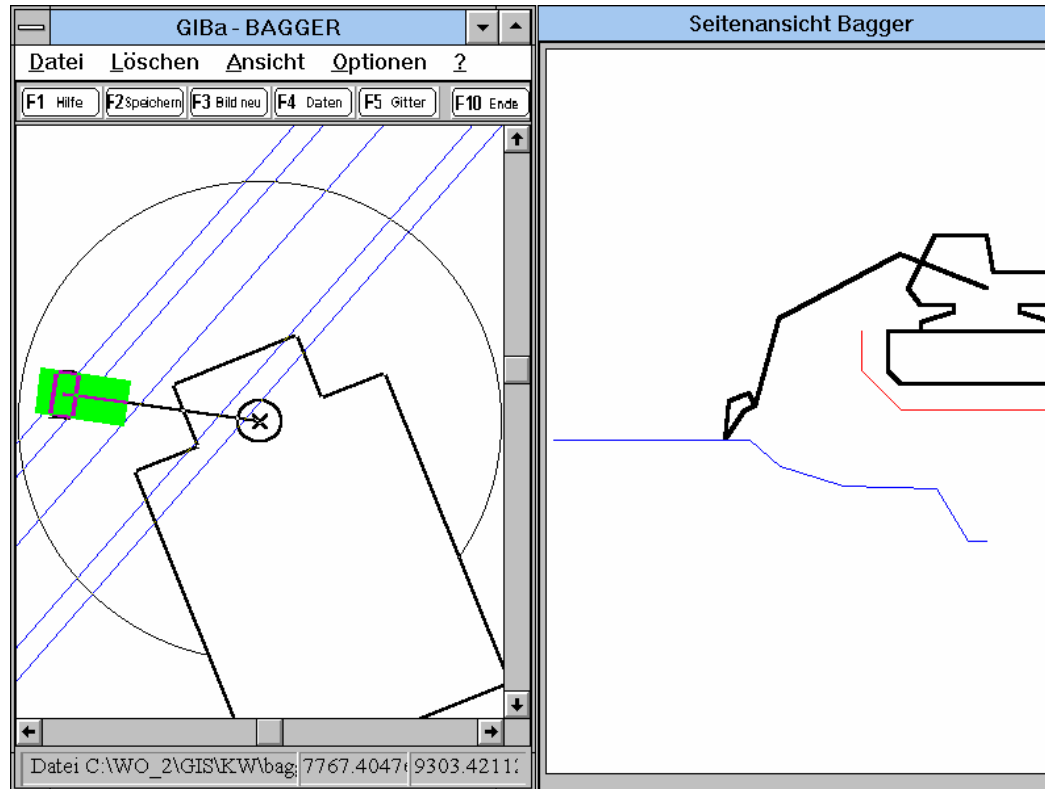 GIBa - BAGGER
Datei Löschen Ansicht Optionen ?
F1 Hilfe F2 Speichern F3 Bild neu F4 Daten F5 Gitter F10 Ende
Datei C:\WO_2\GIS\KW\bag 7767.4047 9303.4211
Seitenansicht Bagger